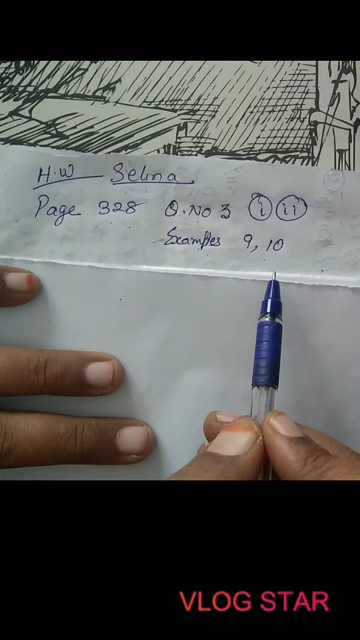 H.W Selina
Page 328 Q.No 3 (i) (ii)
Examples 9, 10
VLOG STAR